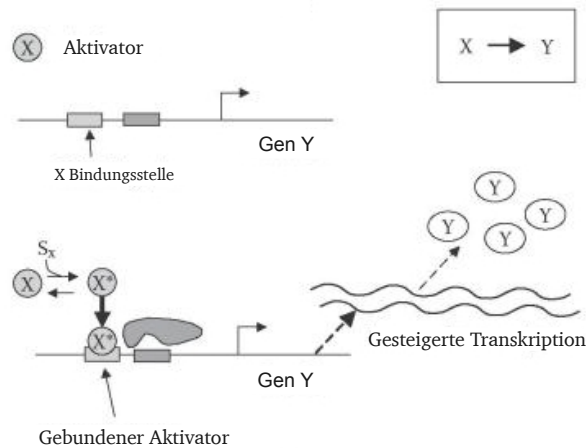 X Aktivator
X Y
Gen Y
X Bindungsstelle
Y
Y
Y
Y
Sx
X X*
X*
Gesteigerte Transkription
Gen Y
Gebundener Aktivator